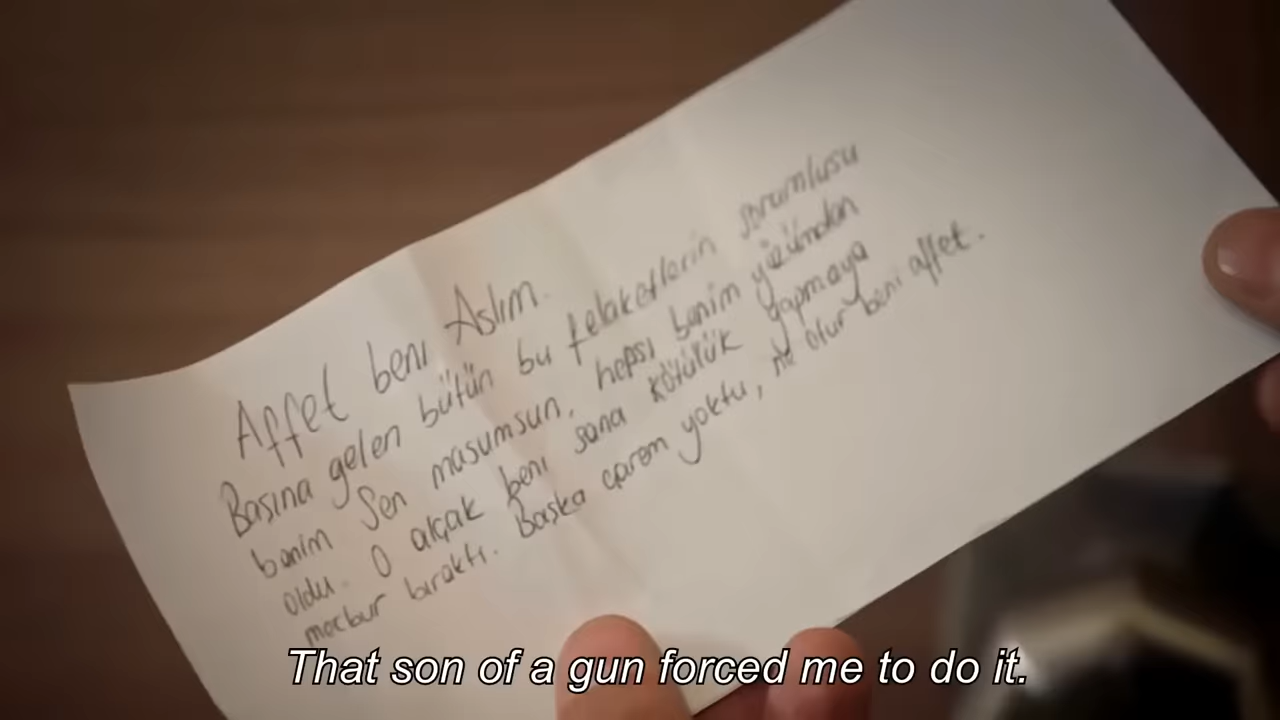 Affet beni Aslım.
Başına gelen bütün bu felaketlerin sorumlusu
benim Sen masumsun, hepsi benim yüzümden
oldu. O alçak beni sana kötülük yapmaya
mecbur bıraktı. Başka çarem yoktu, ne olur beni affet.
That son of a gun forced me to do it.